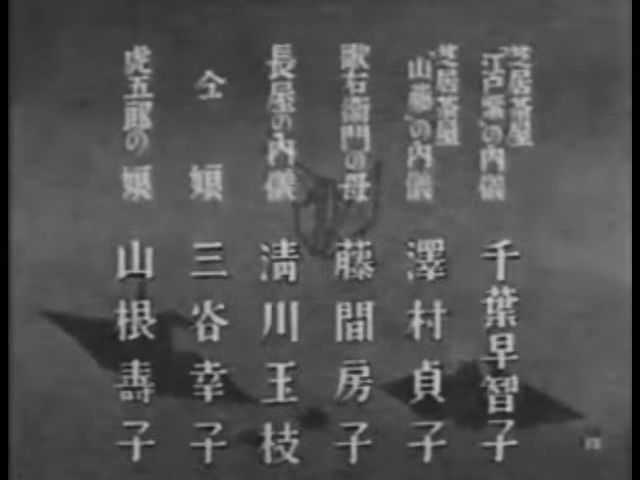 芝居茶屋
「江戸紫」の内儀 千葉早智子
芝居茶屋
「山藤」の内儀 澤村貞子
歌右衛門の母 藤間房子
長屋の内儀 清川玉枝
仝 娘 三谷幸子
虎五郎の娘 山根壽子